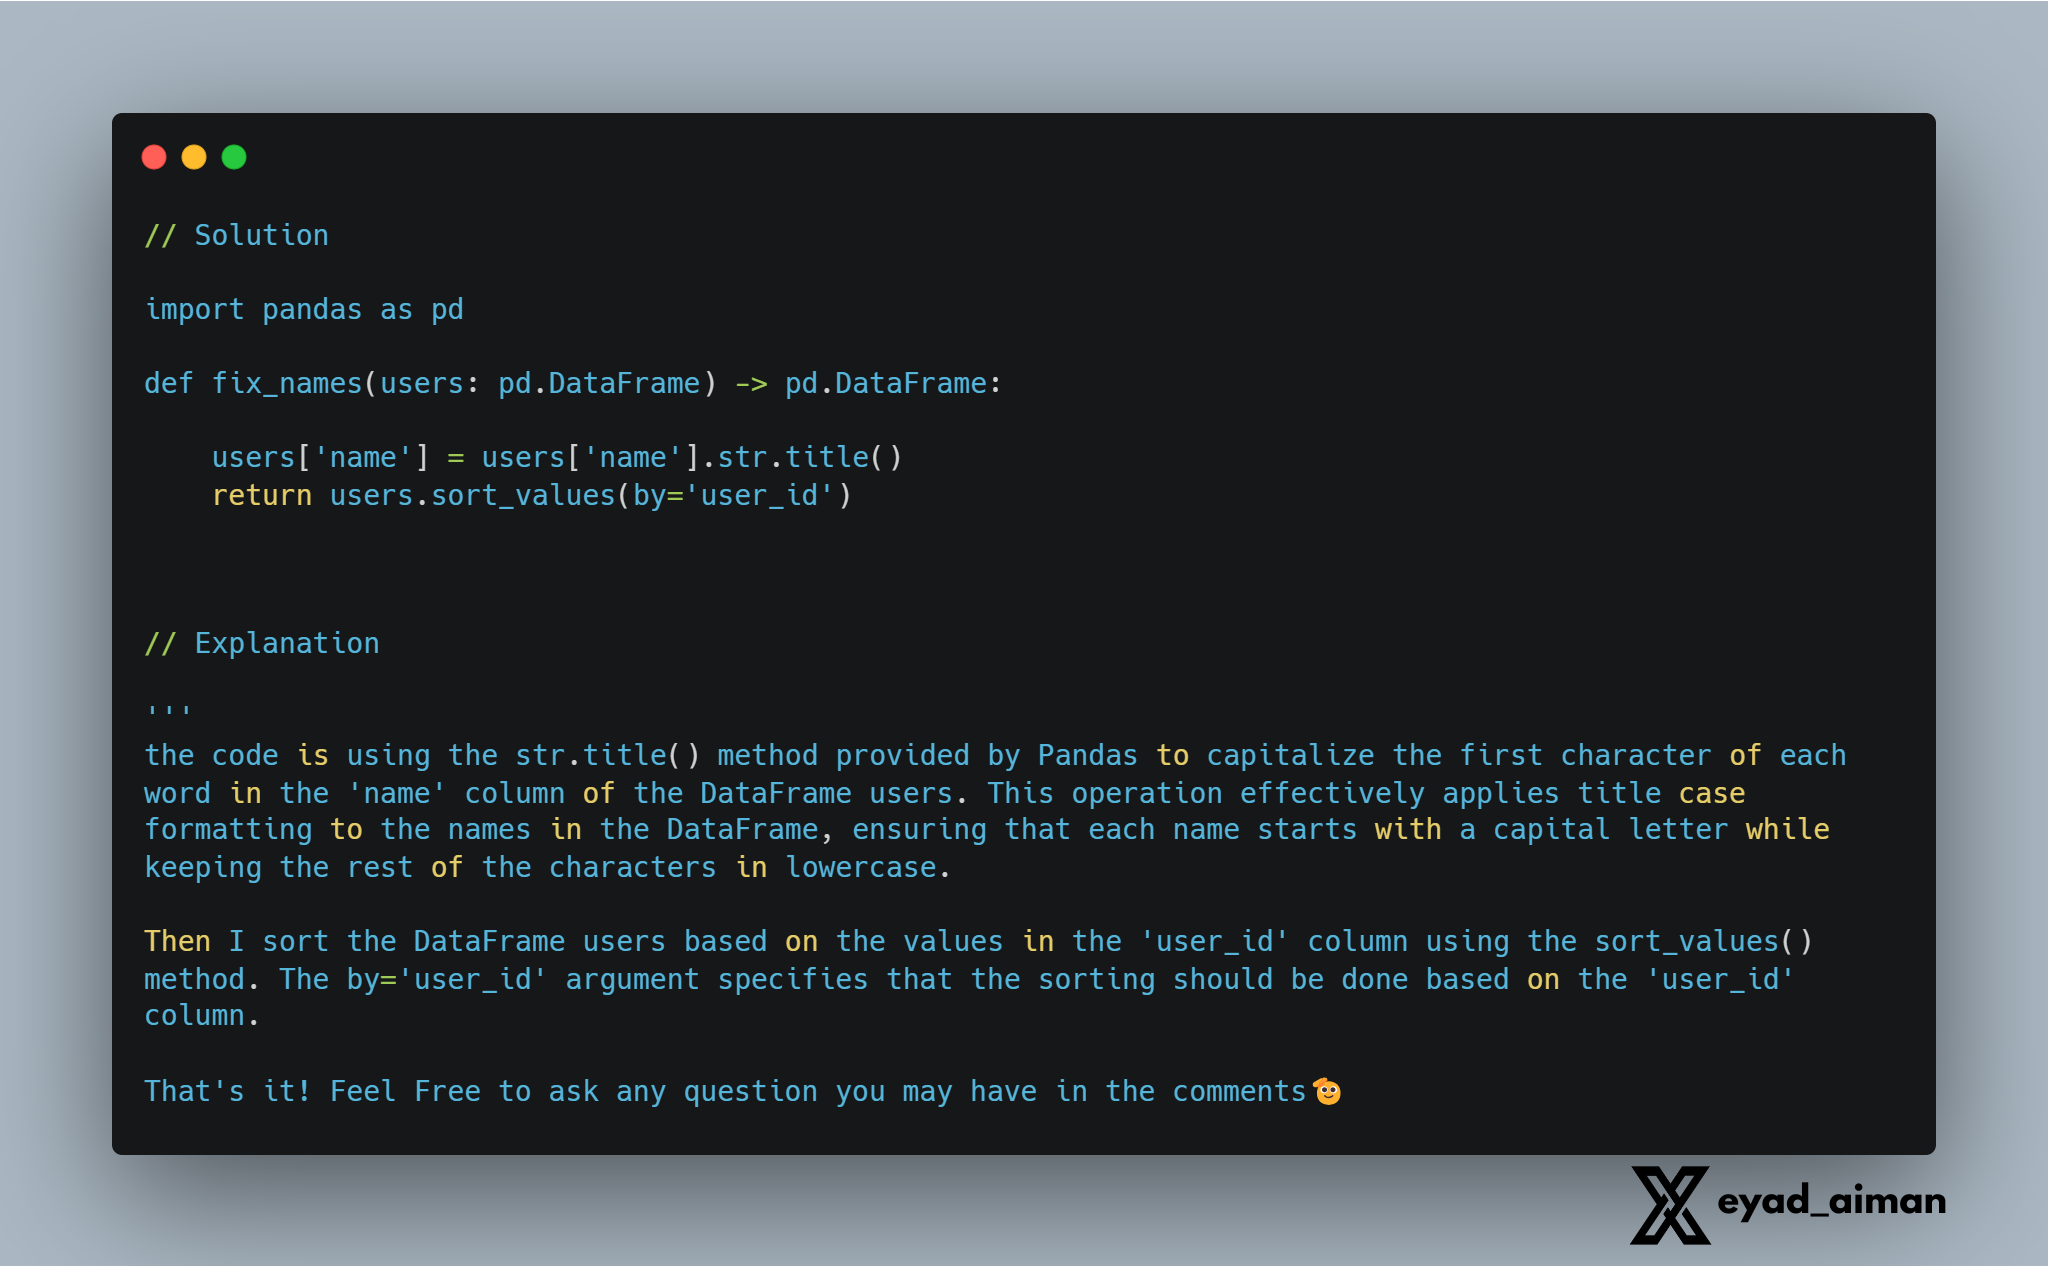 // Solution
import pandas as pd
def fix_names(users: pd.DataFrame) -> pd.DataFrame:
    users['name'] = users['name'].str.title()
    return users.sort_values(by='user_id')
// Explanation
'''
the code is using the str.title() method provided by Pandas to capitalize the first character of each
word in the 'name' column of the DataFrame users. This operation effectively applies title case
formatting to the names in the DataFrame, ensuring that each name starts with a capital letter while
keeping the rest of the characters in lowercase.
Then I sort the DataFrame users based on the values in the 'user_id' column using the sort_values()
method. The by='user_id' argument specifies that the sorting should be done based on the 'user_id'
column.
That's it! Feel Free to ask any question you may have in the comments🫡
eyad_aiman